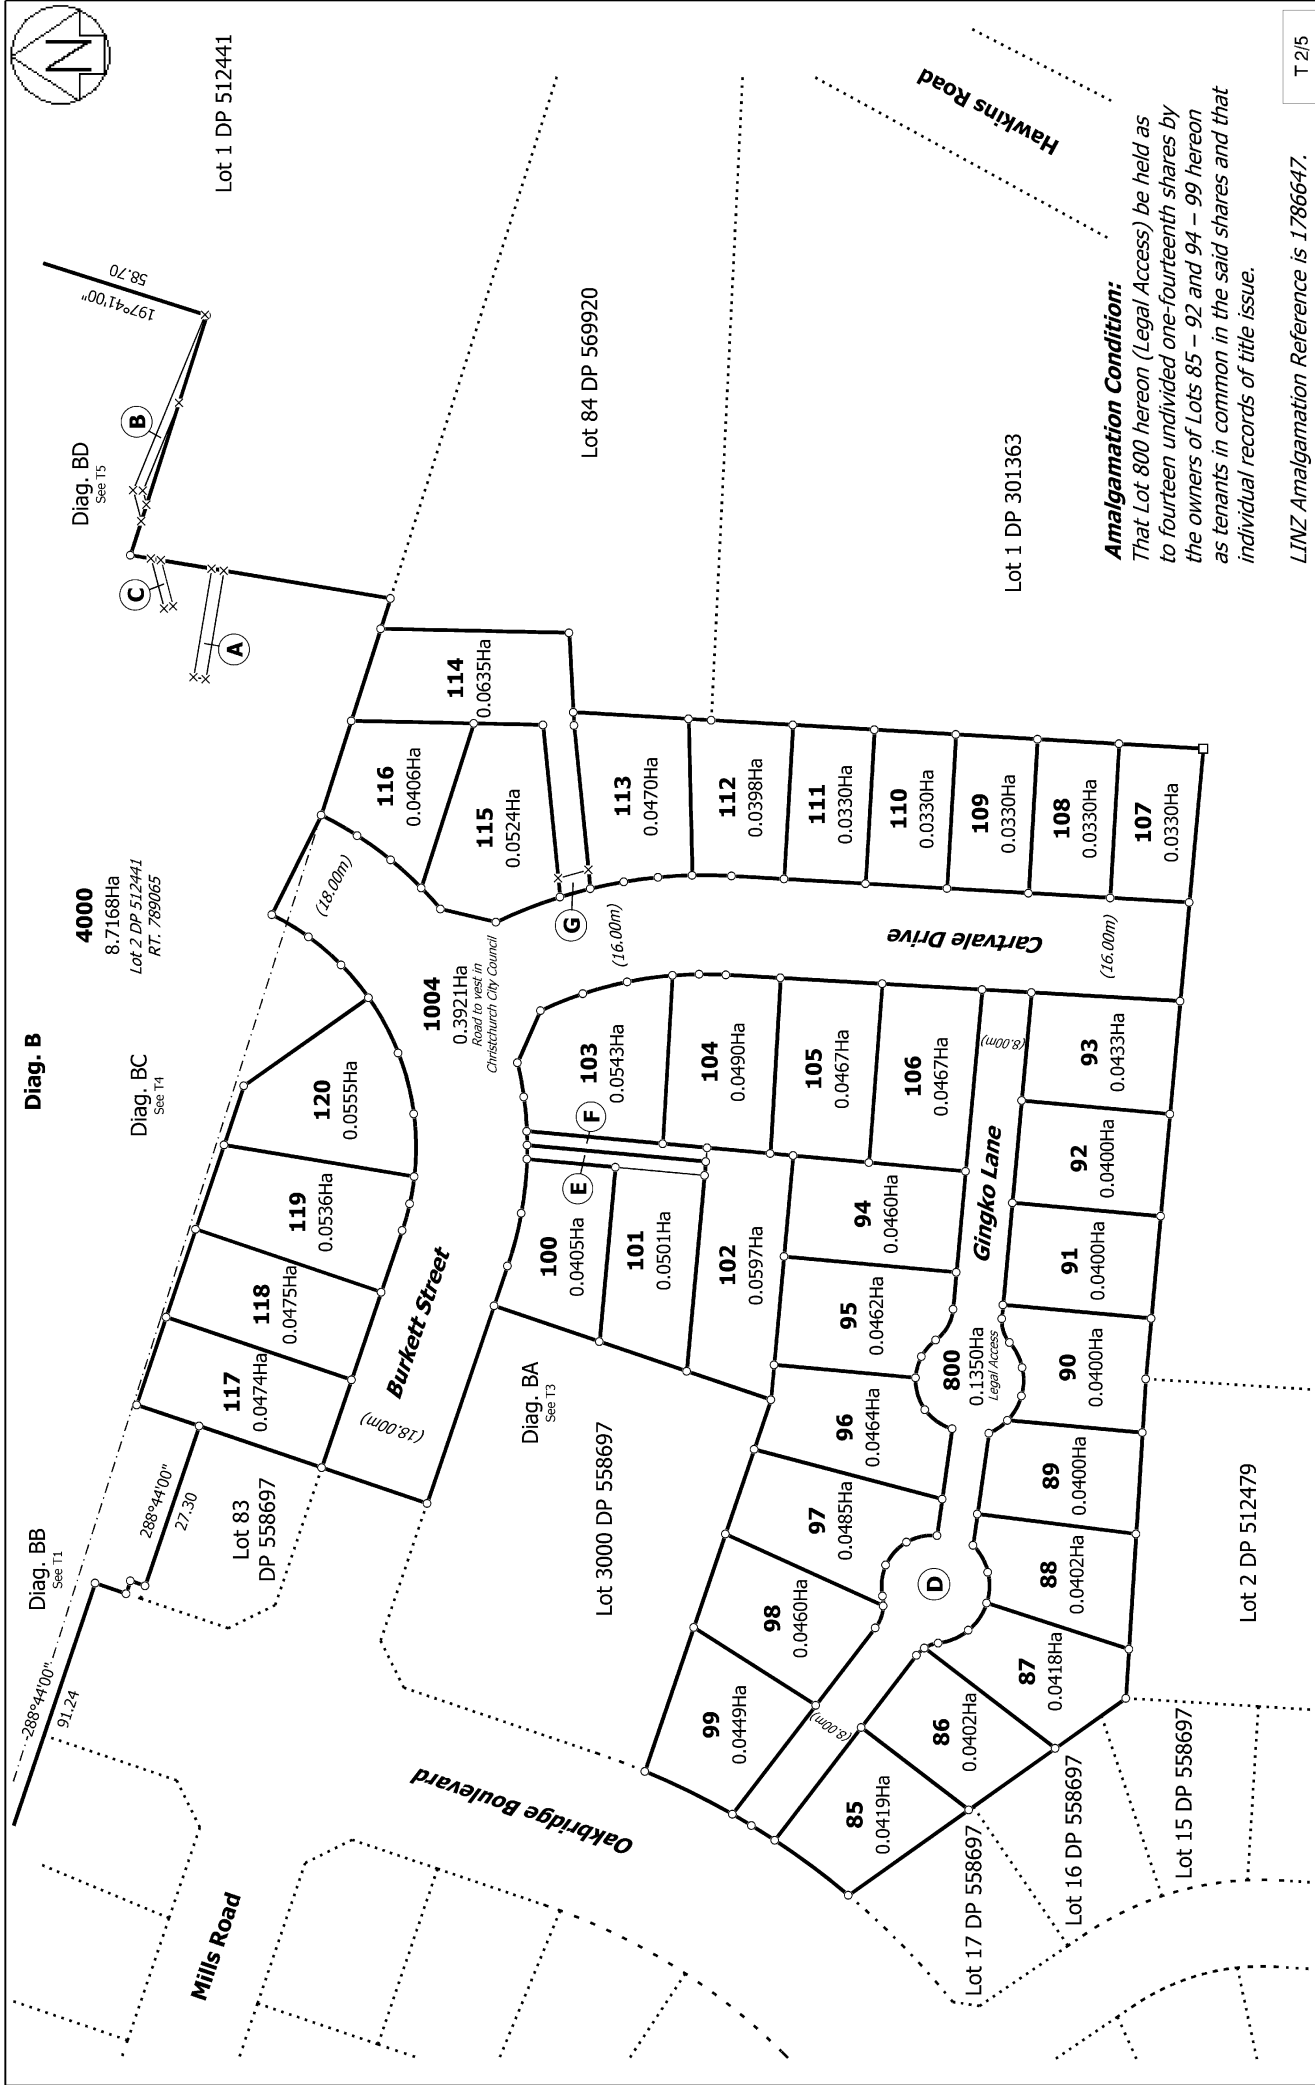 Diag. B
N
Diag. BB
See T1
Diag. BC
See T4
4000
8.7168Ha
Lot 2 DP 512441
RT. 789065
Diag. BD
See T5
Lot 1 DP 512441
288°44'00"
91.24
288°44'00"
27.30
197°41'00"
58.70
A
B
C
Mills Road
Lot 83
DP 558697
117
0.0474Ha
118
0.0475Ha
119
0.0536Ha
120
0.0555Ha
(18.00m)
116
0.0406Ha
114
0.0635Ha
115
0.0524Ha
(18.00m)
Burkett Street
1004
0.3921Ha
Road to vest in
Christchurch City Council
Lot 84 DP 569920
Oakbridge Boulevard
Diag. BA
See T3
Lot 3000 DP 558697
100
0.0405Ha
101
0.0501Ha
102
0.0597Ha
E
F
G
(16.00m)
103
0.0543Ha
104
0.0490Ha
105
0.0467Ha
106
0.0467Ha
113
0.0470Ha
112
0.0398Ha
111
0.0330Ha
110
0.0330Ha
109
0.0330Ha
108
0.0330Ha
107
0.0330Ha
Cartvale Drive
(16.00m)
99
0.0449Ha
98
0.0460Ha
97
0.0485Ha
96
0.0464Ha
95
0.0462Ha
94
0.0460Ha
(8.00m)
D
800
0.1350Ha
Legal Access
Gingko Lane
(8.00m)
85
0.0419Ha
86
0.0402Ha
87
0.0418Ha
88
0.0402Ha
89
0.0400Ha
90
0.0400Ha
91
0.0400Ha
92
0.0400Ha
93
0.0433Ha
Lot 17 DP 558697
Lot 16 DP 558697
Lot 15 DP 558697
Lot 2 DP 512479
Lot 1 DP 301363
Hawkins Road
Amalgamation Condition:
That Lot 800 hereon (Legal Access) be held as
to fourteen undivided one-fourteenth shares by
the owners of Lots 85 – 92 and 94 – 99 hereon
as tenants in common in the said shares and that
individual records of title issue.
LINZ Amalgamation Reference is 1786647.
T 2/5